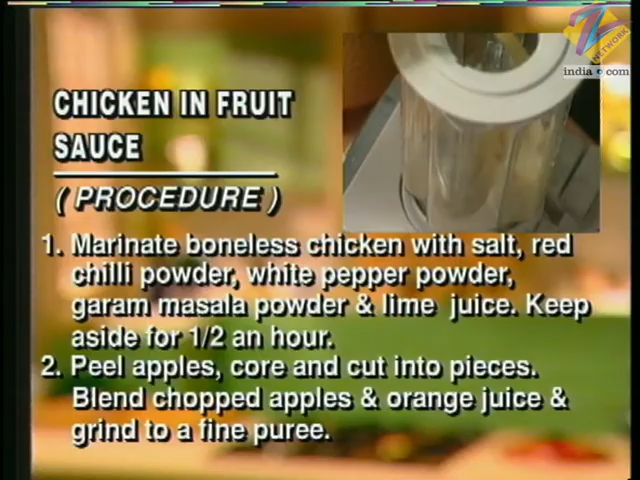 Z
NETWORK
india.com
CHICKEN IN FRUIT
SAUCE
( PROCEDURE )
1. Marinate boneless chicken with salt, red
chilli powder, white pepper powder,
garam masala powder & lime juice. Keep
aside for 1/2 an hour.
2. Peel apples, core and cut into pieces.
Blend chopped apples & orange juice &
grind to a fine puree.